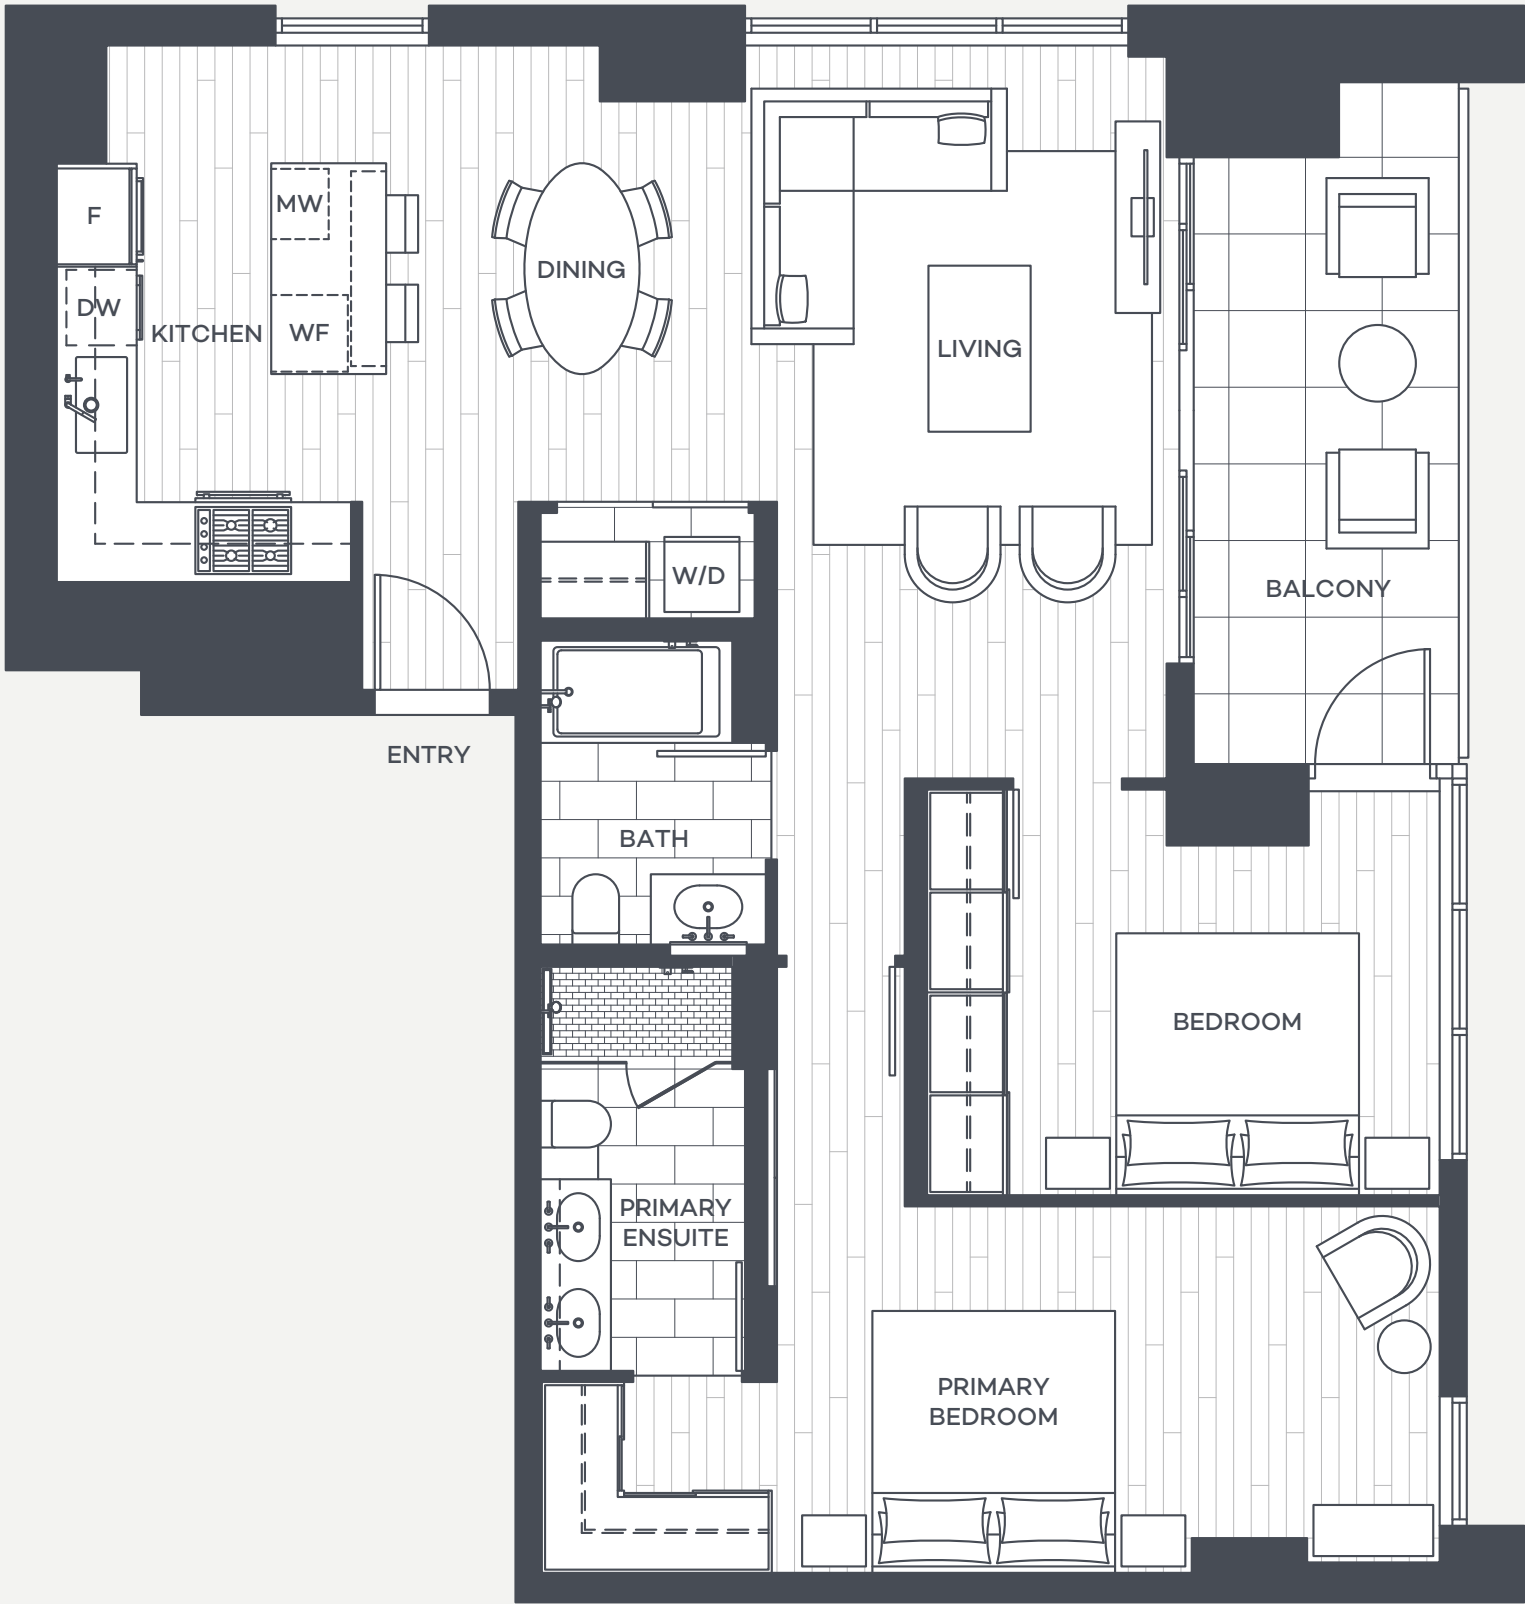 MW
F
DINING
DW
KITCHEN
WF
LIVING
W/D
BALCONY
ENTRY
BATH
BEDROOM
PRIMARY
ENSUITE
PRIMARY
BEDROOM